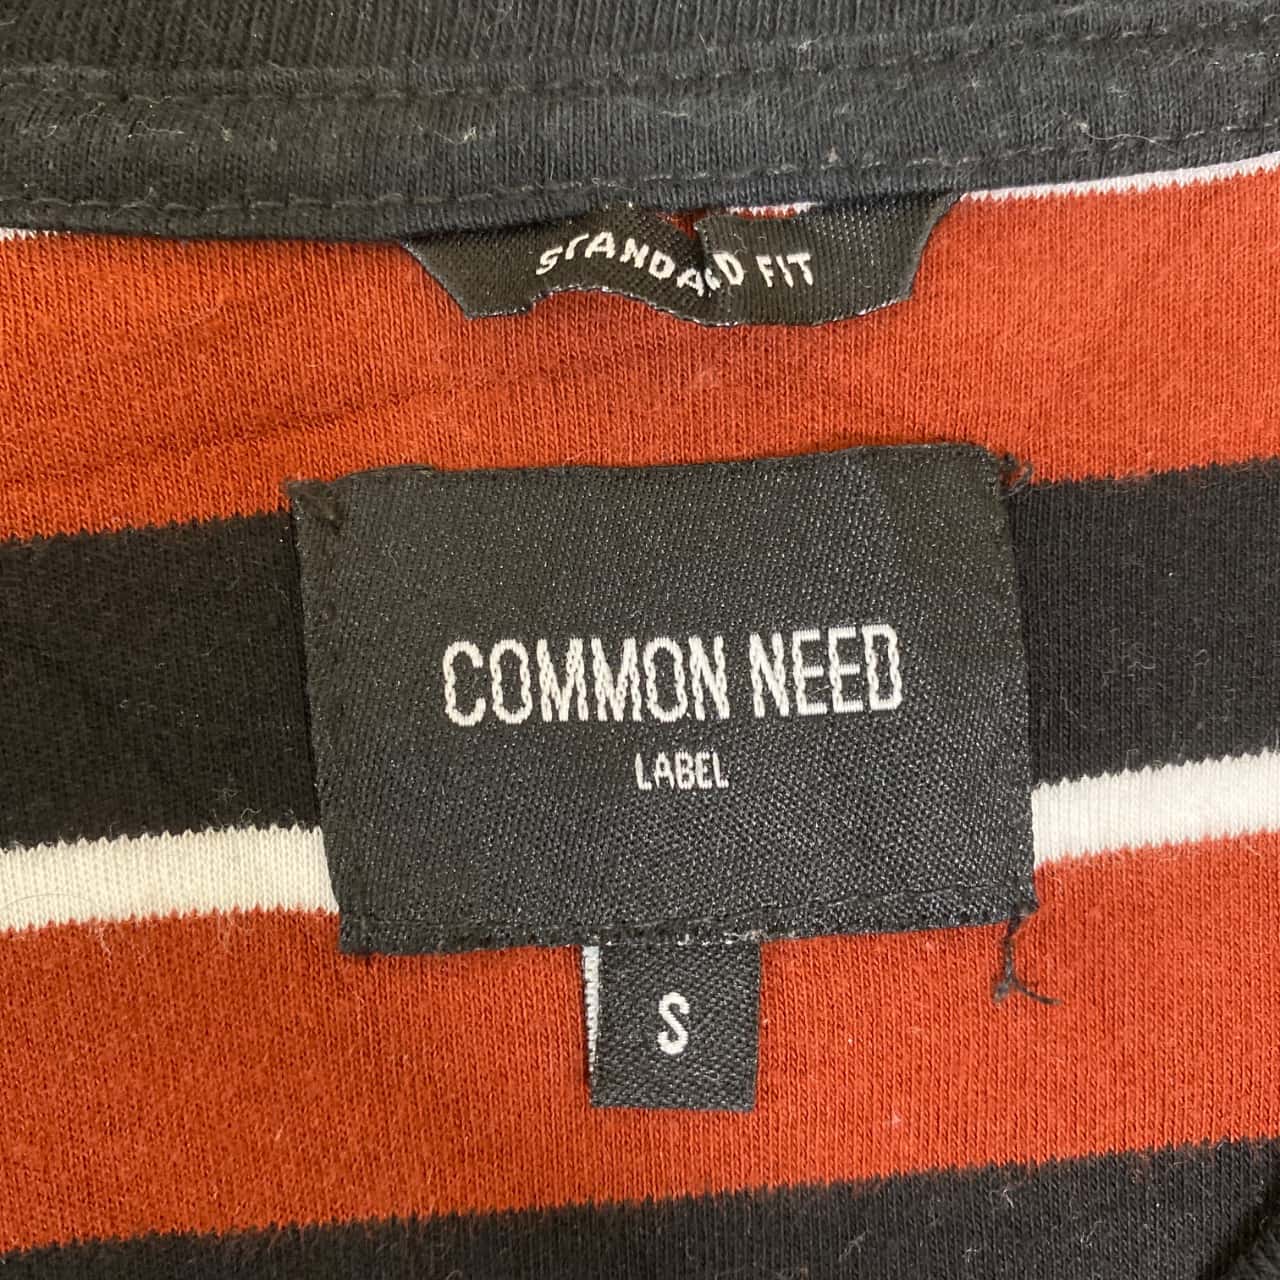 STANDARD FIT
COMMON NEED
LABEL
S